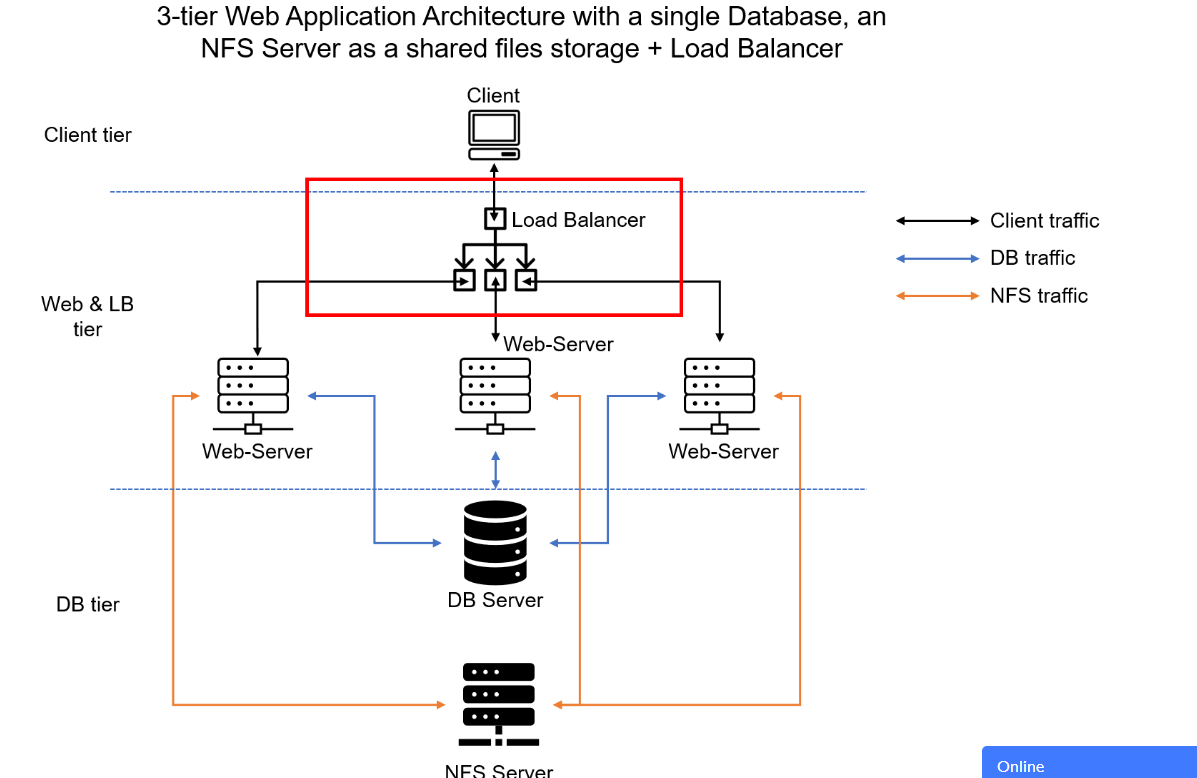 3-tier Web Application Architecture with a single Database, an
NFS Server as a shared files storage + Load Balancer
Client
Client tier
Load Balancer
Client traffic
DB traffic
NFS traffic
Web & LB
tier
Web-Server
Web-Server
Web-Server
DB Server
DB tier
NFS Server
Online